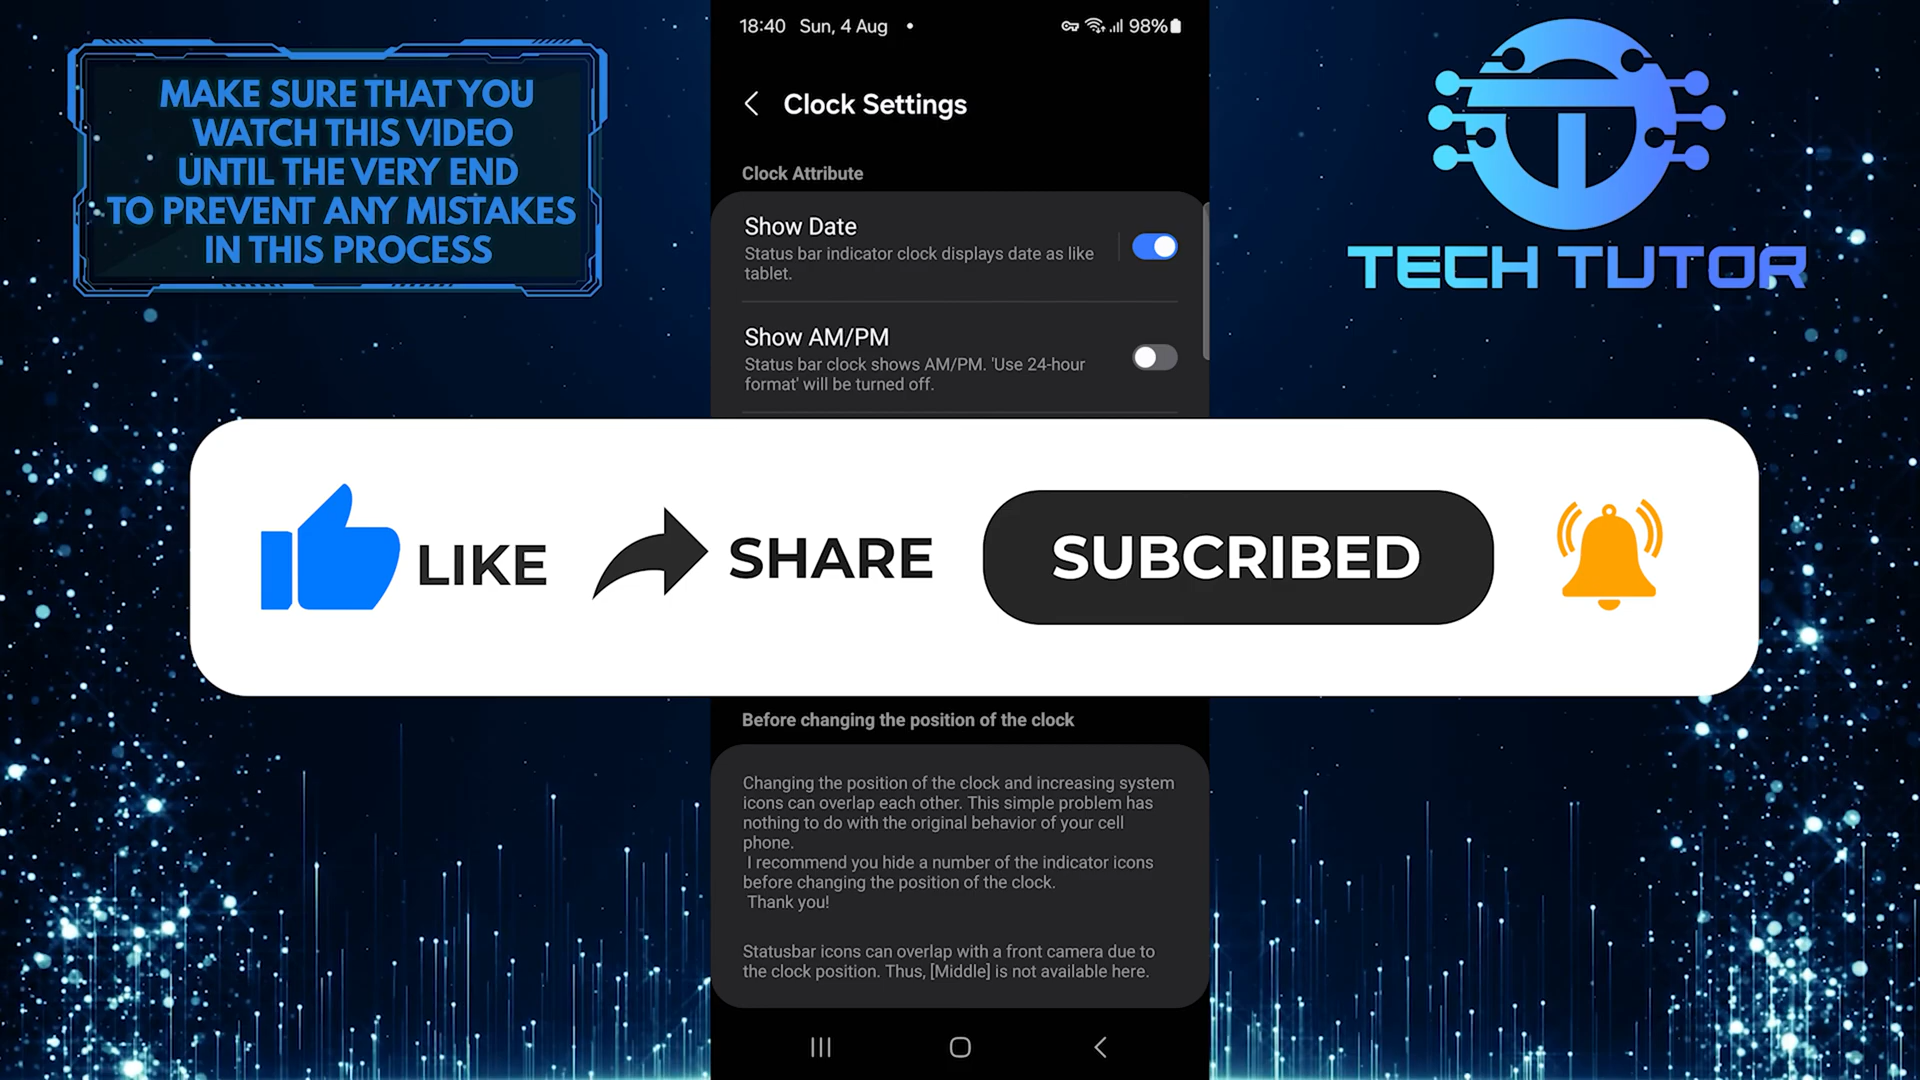 MAKE SURE THAT YOU
WATCH THIS VIDEO
UNTIL THE VERY END
TO PREVENT ANY MISTAKES
IN THIS PROCESS
18:40 Sun, 4 Aug •
98%
Clock Settings
Clock Attribute
Show Date
Status bar indicator clock displays date as like
tablet.
Show AM/PM
Status bar clock shows AM/PM. 'Use 24-hour
format' will be turned off.
TECH TUTOR
LIKE
SHARE
SUBCRIBED
Before changing the position of the clock
Changing the position of the clock and increasing system
icons can overlap each other. This simple problem has
nothing to do with the original behavior of your cell
phone.
I recommend you hide a number of the indicator icons
before changing the position of the clock.
Thank you!
Statusbar icons can overlap with a front camera due to
the clock position. Thus, [Middle] is not available here.